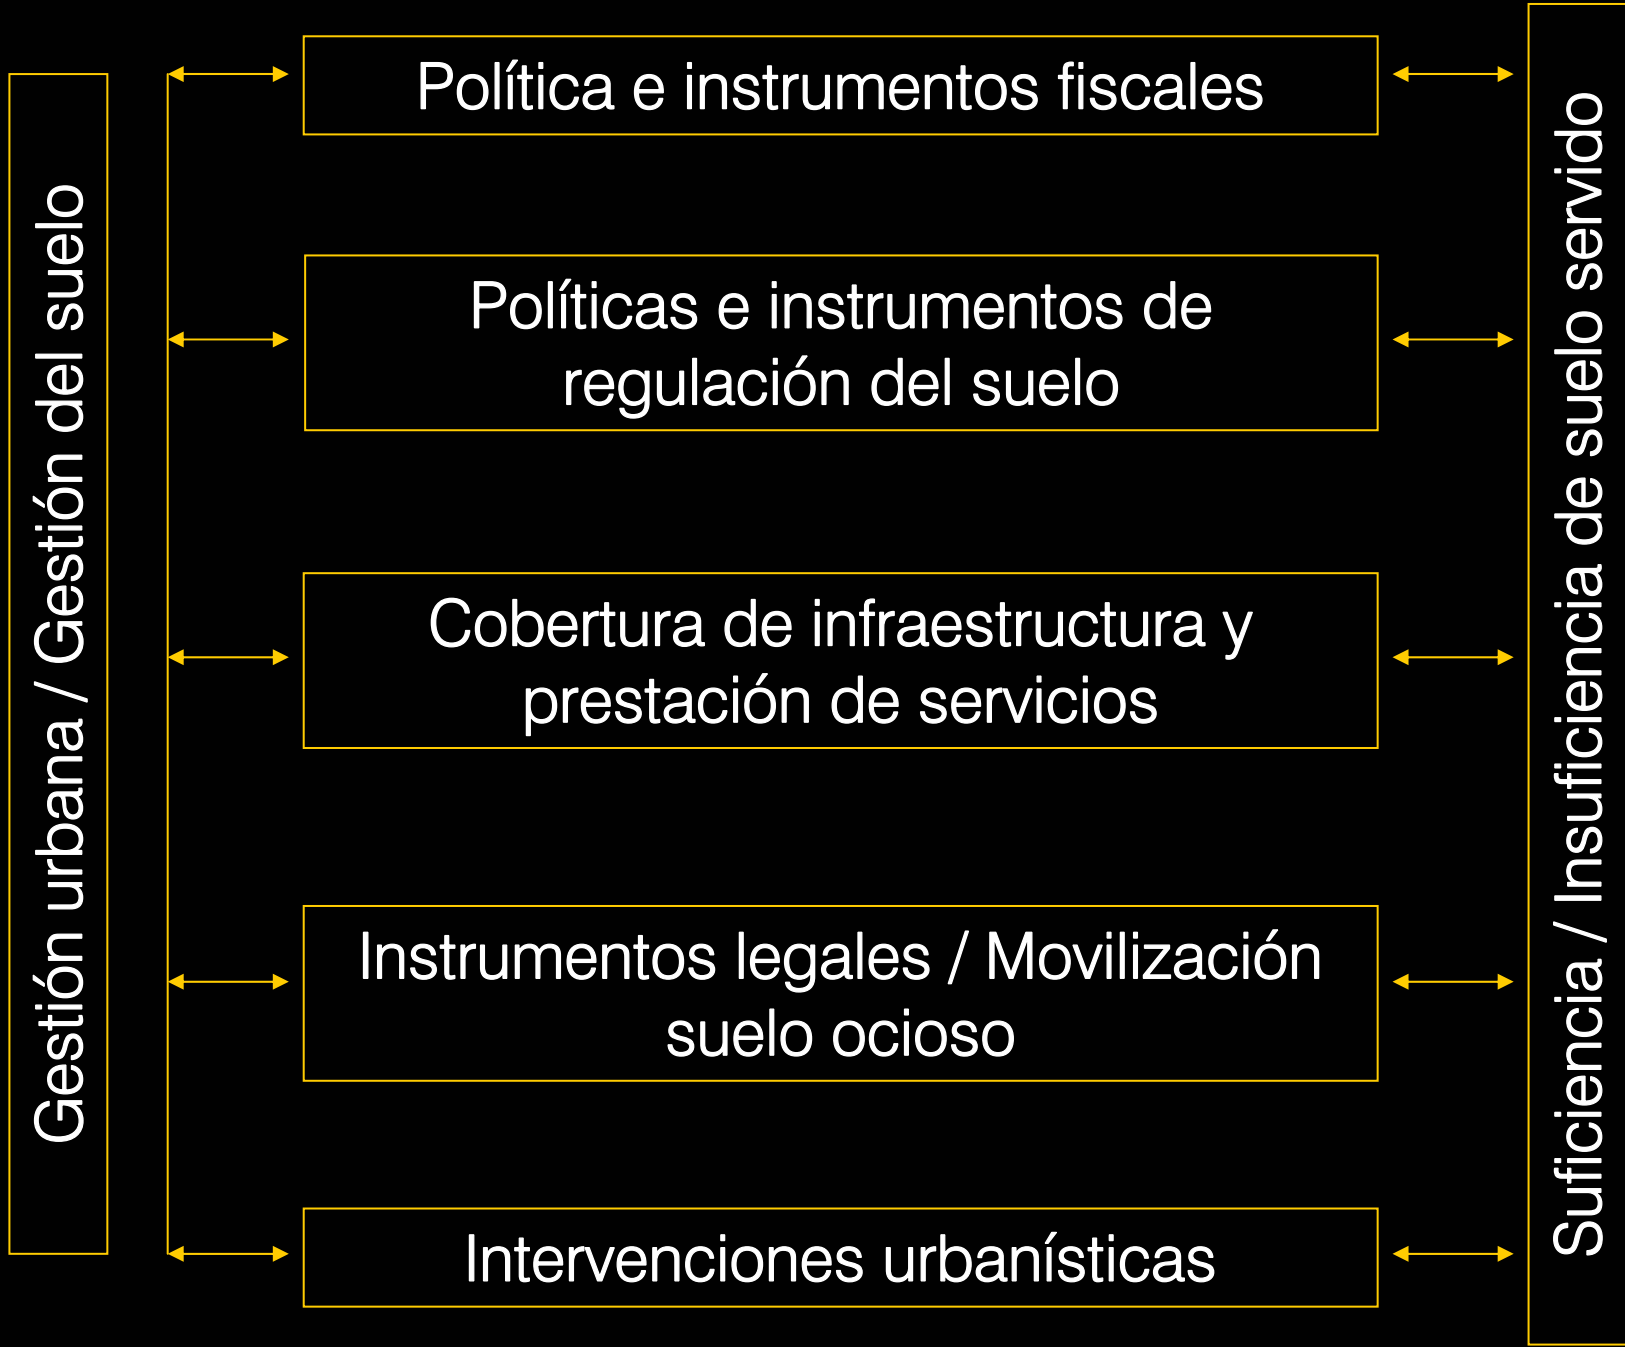 Gestión urbana / Gestión del suelo
Política e instrumentos fiscales
Políticas e instrumentos de
regulación del suelo
Cobertura de infraestructura y
prestación de servicios
Instrumentos legales / Movilización
suelo ocioso
Intervenciones urbanísticas
Suficiencia / Insuficiencia de suelo servido